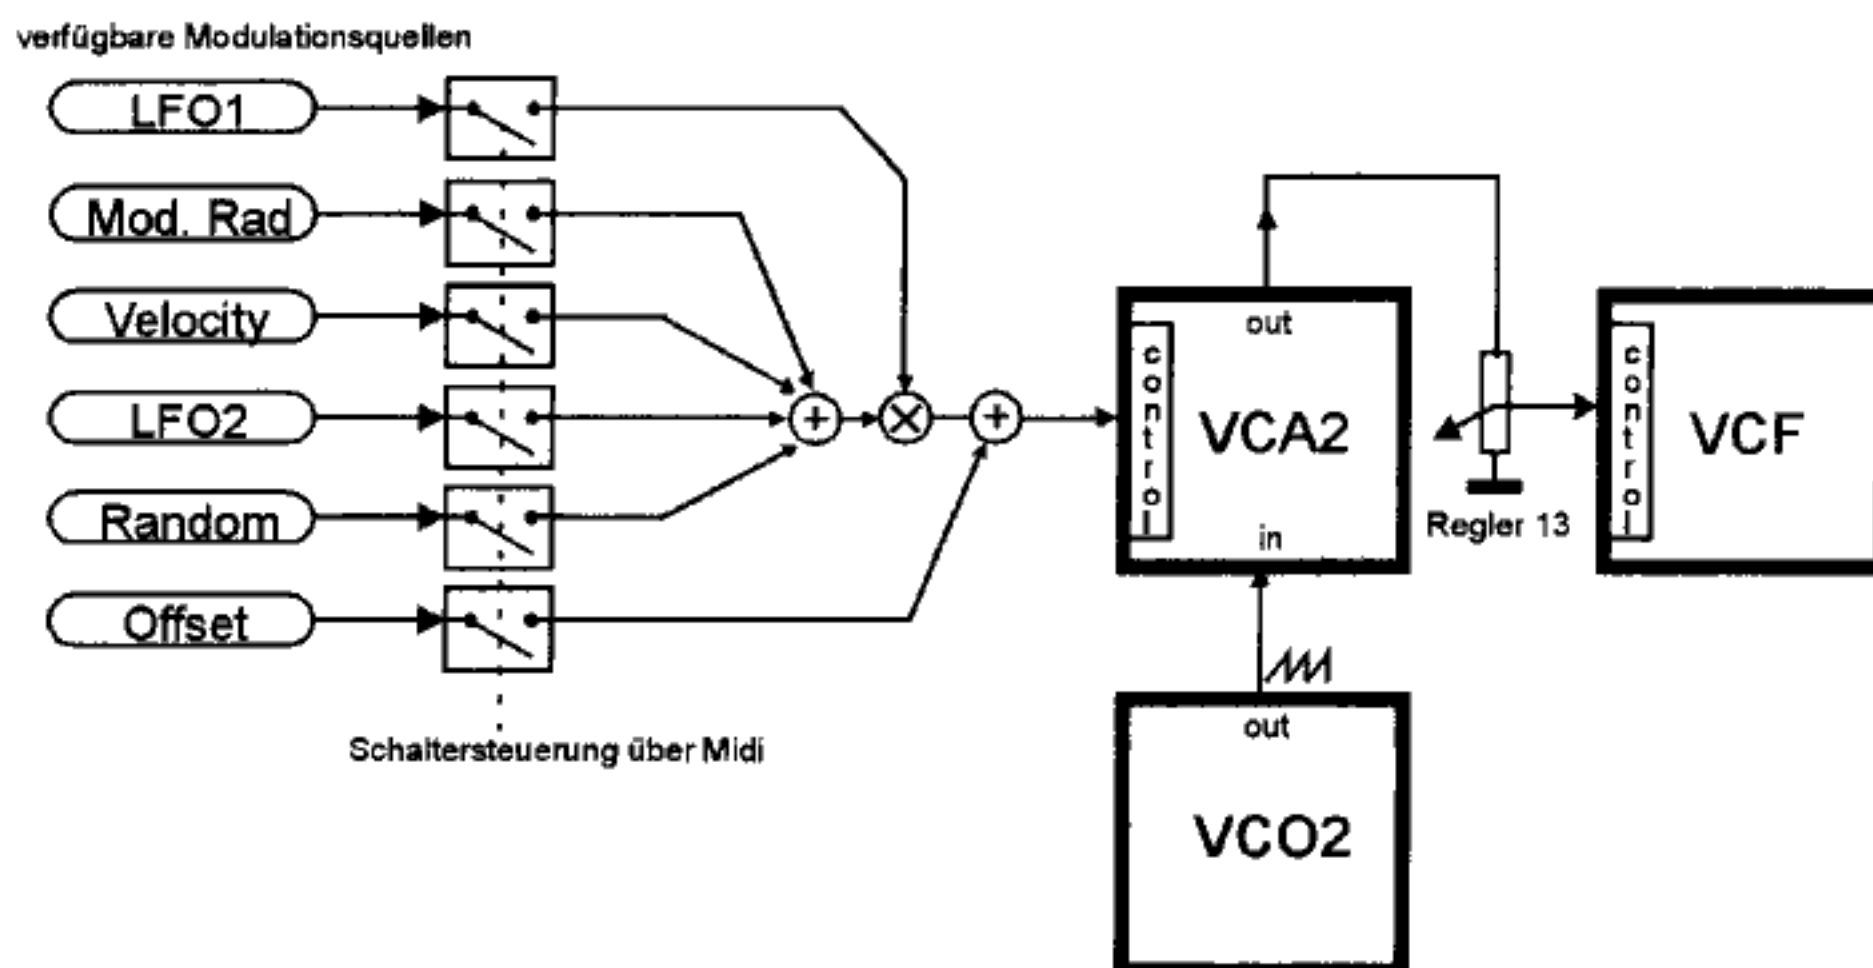 verfügbare Modulationsquellen
LFO1
Mod. Rad
Velocity
LFO2
Random
Offset
Schaltersteuerung über Midi
out
control
VCA2
in
Regler 13
control
VCF
out
VCO2